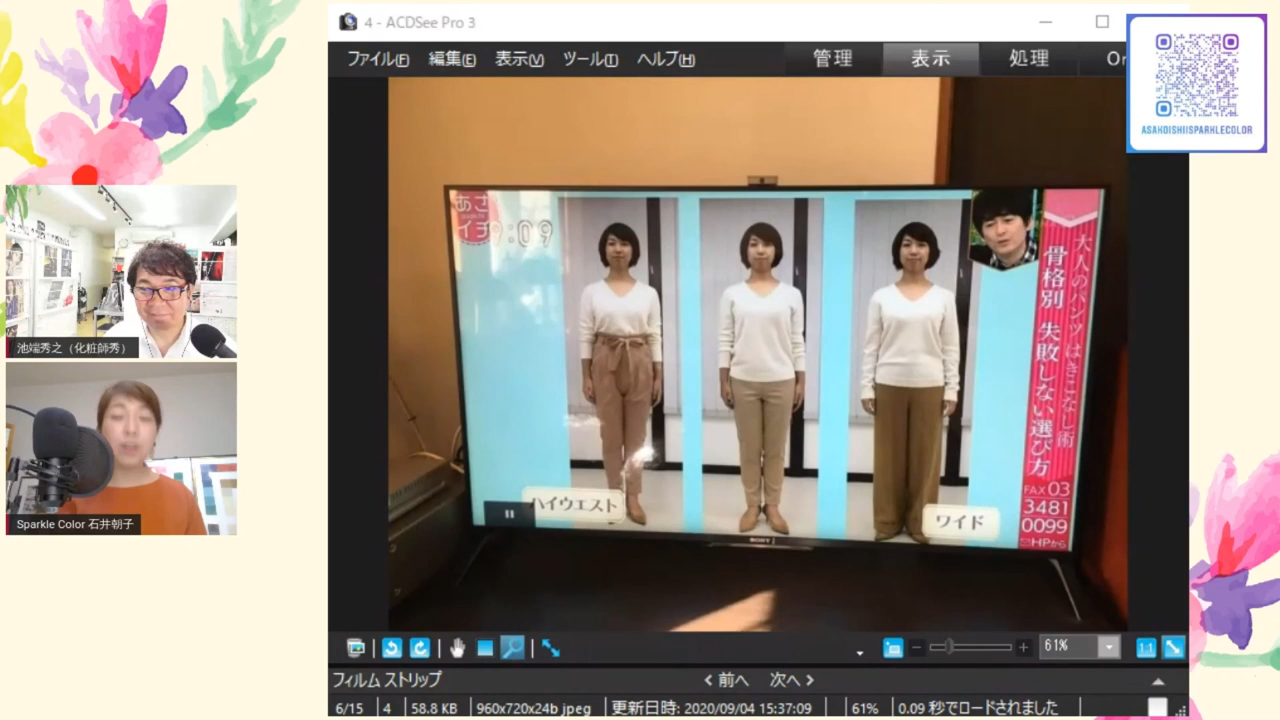 4 - ACDSee Pro 3
ファイル(F) 編集(E) 表示(V) ツール(T) ヘルプ(H) 管理 表示 処理
ASAKOISHIISPARKLECOLOR
あさ
イチ
9:09
大人のパンツ はきこなし術
骨格別 失敗しない選び方
FAX 03
3481
0099
HPから
ハイウエスト
ワイド
SONY
池端秀之（化粧師秀）
Sparkle Color 石井朝子
61%
1:1
フィルム ストリップ
前へ 次へ
6/15 4 58.8 KB 960x720x24b jpeg 更新日時: 2020/09/04 15:37:09 61% 0.09 秒でロードされました